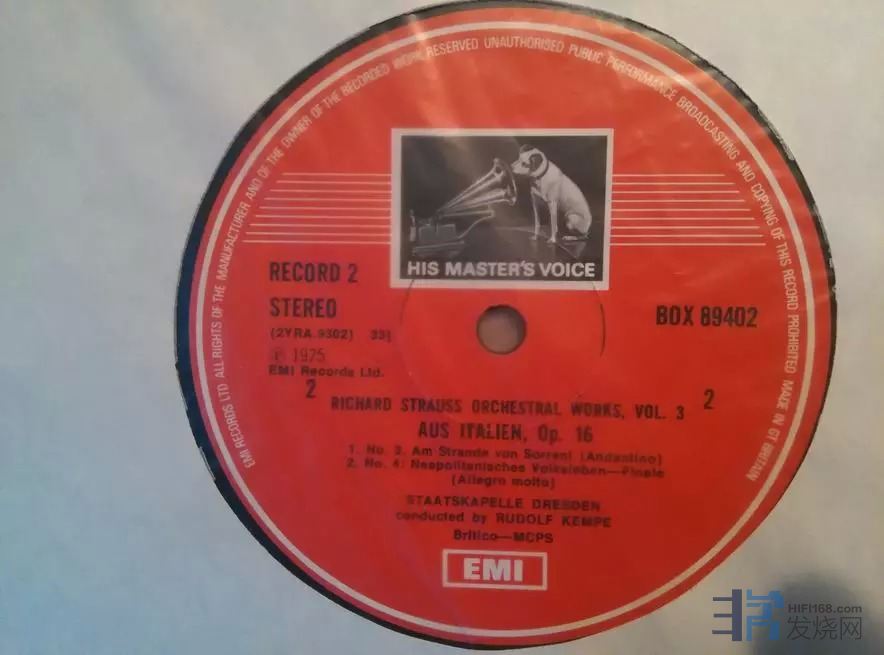 EMI RECORDS LTD ALL RIGHTS OF THE MANUFACTURER AND OF THE OWNER OF THE RECORDED WORK RESERVED UNAUTHORISED PUBLIC PERFORMANCE BROADCASTING AND COPYING OF THIS RECORD PROHIBITED MADE IN GT BRITAIN
HIS MASTER'S VOICE
RECORD 2
STEREO
BOX 89402
(2YRA.9302) 33⅓
Ⓟ 1975
EMI Records Ltd.
2 2
RICHARD STRAUSS ORCHESTRAL WORKS, VOL. 3
AUS ITALIEN, Op. 16
1. No. 3. Am Strande von Sorrent (Andantino)
2. No. 4: Neapolitanisches Volksleben—Finale
(Allegro molto)
STAATSKAPELLE DRESDEN
conducted by RUDOLF KEMPE
Britico—MCPS
EMI
HIFI168.com
发烧网